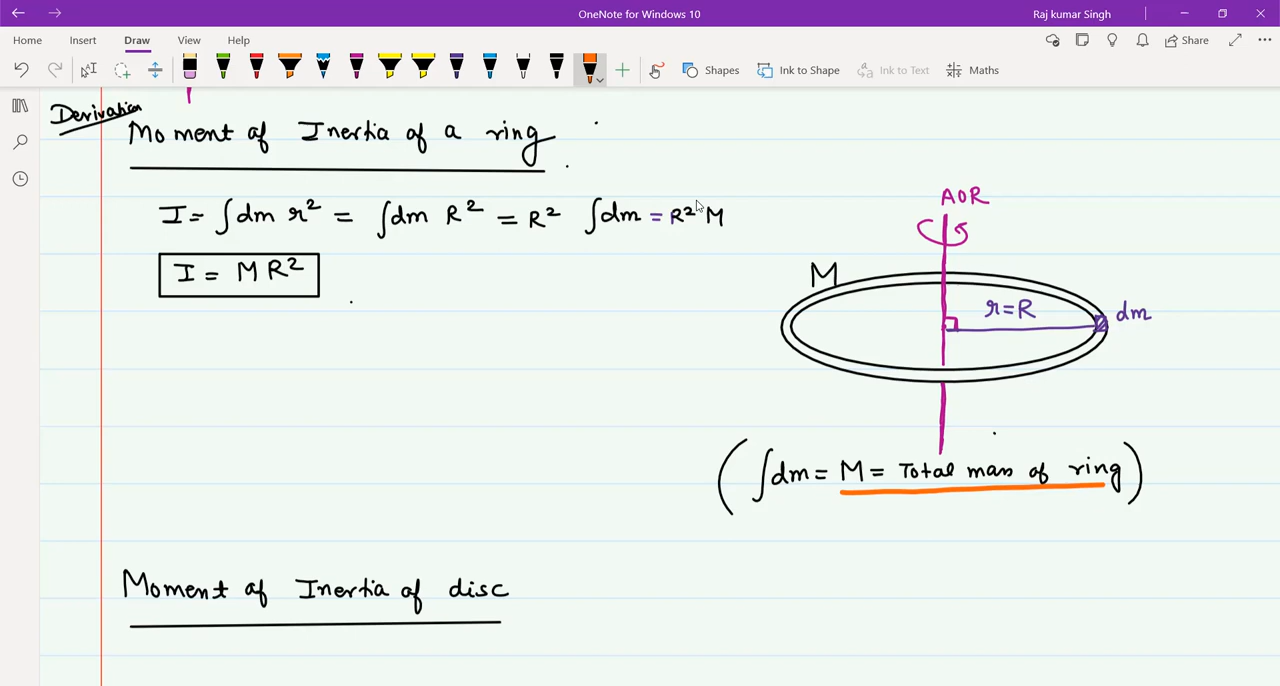 OneNote for Windows 10
Raj kumar Singh
Home Insert Draw View Help
Share
Shapes Ink to Shape Ink to Text Maths
Derivation
Moment of Inertia of a ring
I = ∫dm r² = ∫dm R² = R² ∫dm = R² M
I = M R²
AOR
M
r=R
dm
(∫dm = M = Total mass of ring)
Moment of Inertia of disc